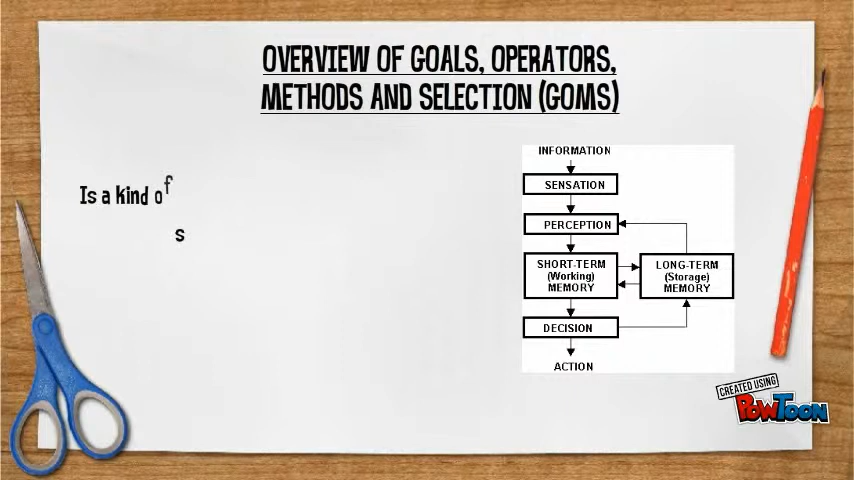 OVERVIEW OF GOALS, OPERATORS,
METHODS AND SELECTION (GOMS)
Is a kind of
s
INFORMATION
SENSATION
PERCEPTION
SHORT-TERM
(Working)
MEMORY
LONG-TERM
(Storage)
MEMORY
DECISION
ACTION
CREATED USING
POWTOON